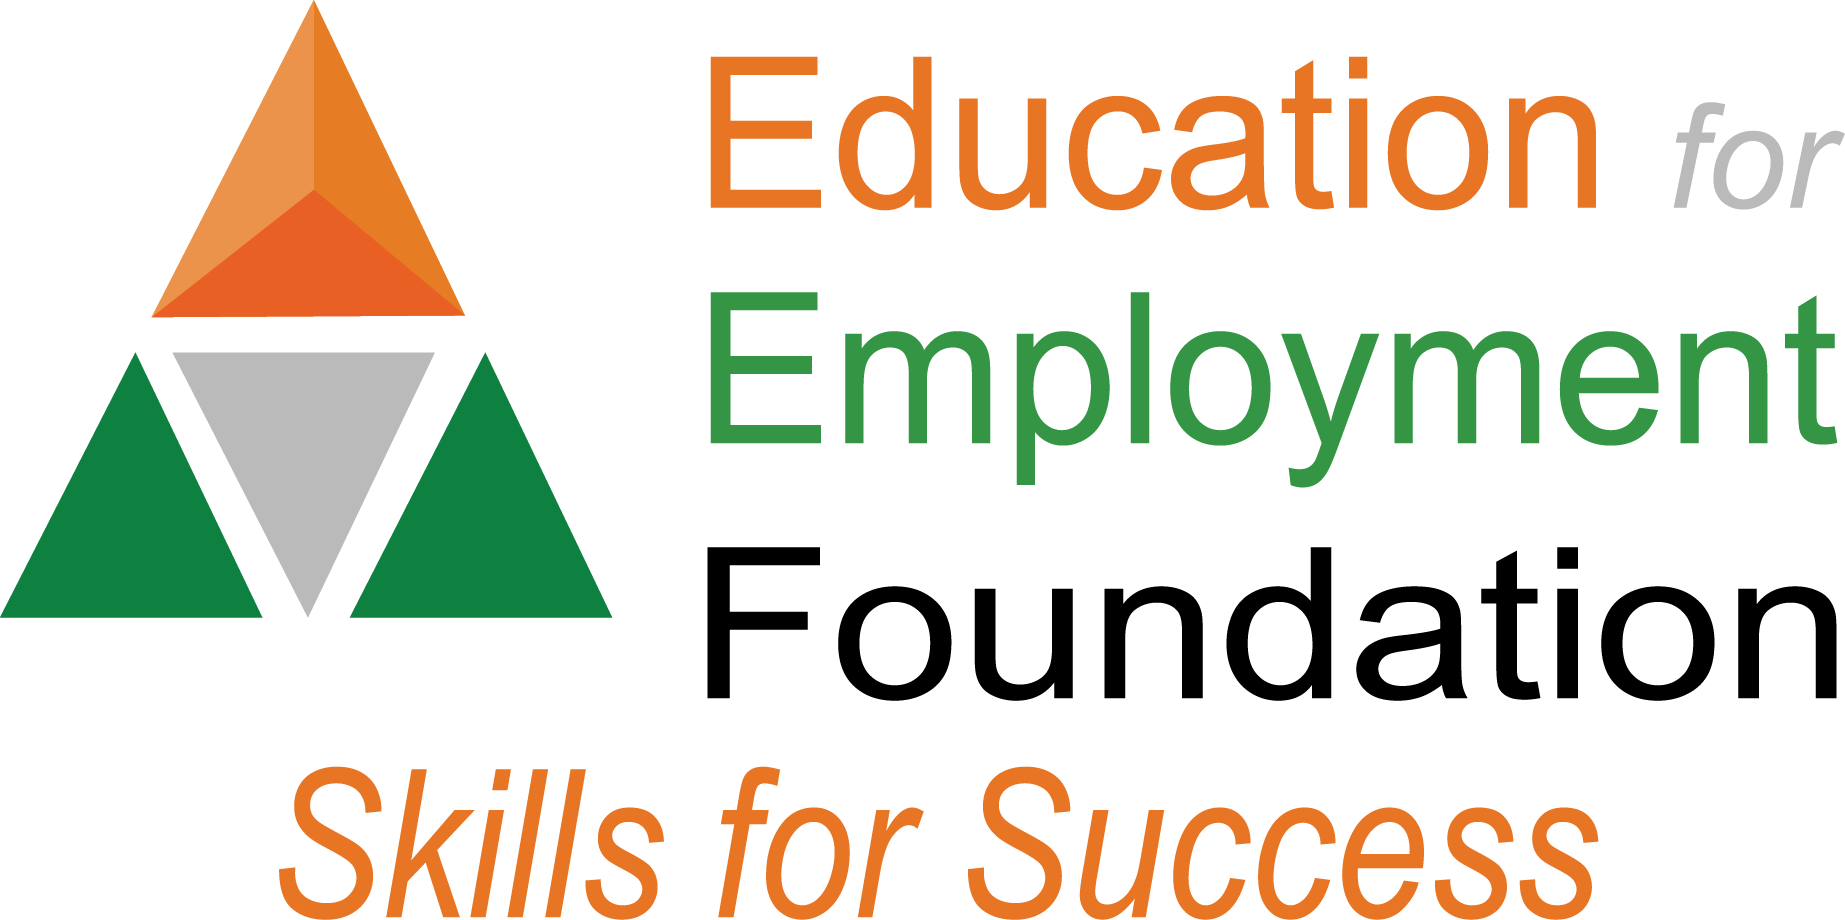 Education for
Employment
Foundation
Skills for Success